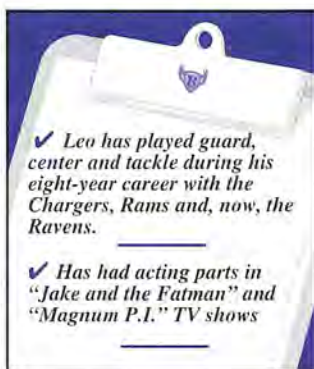 B
✔ Leo has played guard,
center and tackle during his
eight-year career with the
Chargers, Rams and, now, the
Ravens.
✔ Has had acting parts in
“Jake and the Fatman” and
“Magnum P.I.” TV shows